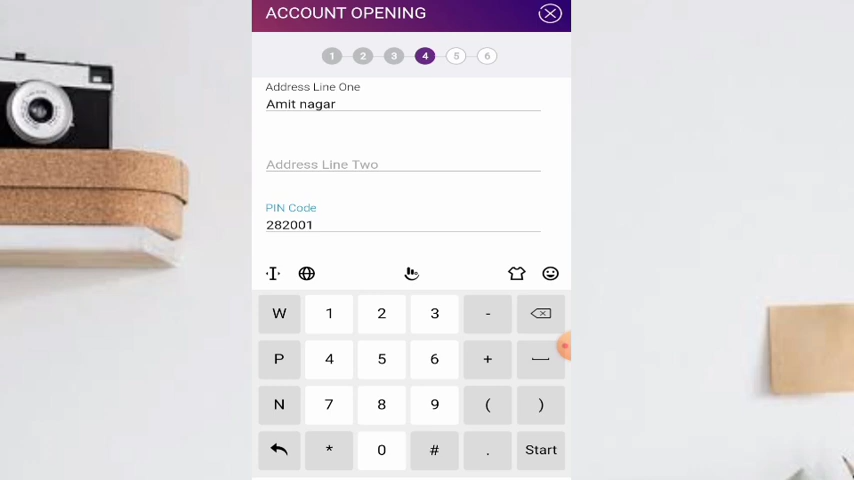 ACCOUNT OPENING
1 2 3 4 5 6
Address Line One
Amit nagar
Address Line Two
PIN Code
282001
W 1 2 3 -
P 4 5 6 +
N 7 8 9 ( )
* 0 # . Start